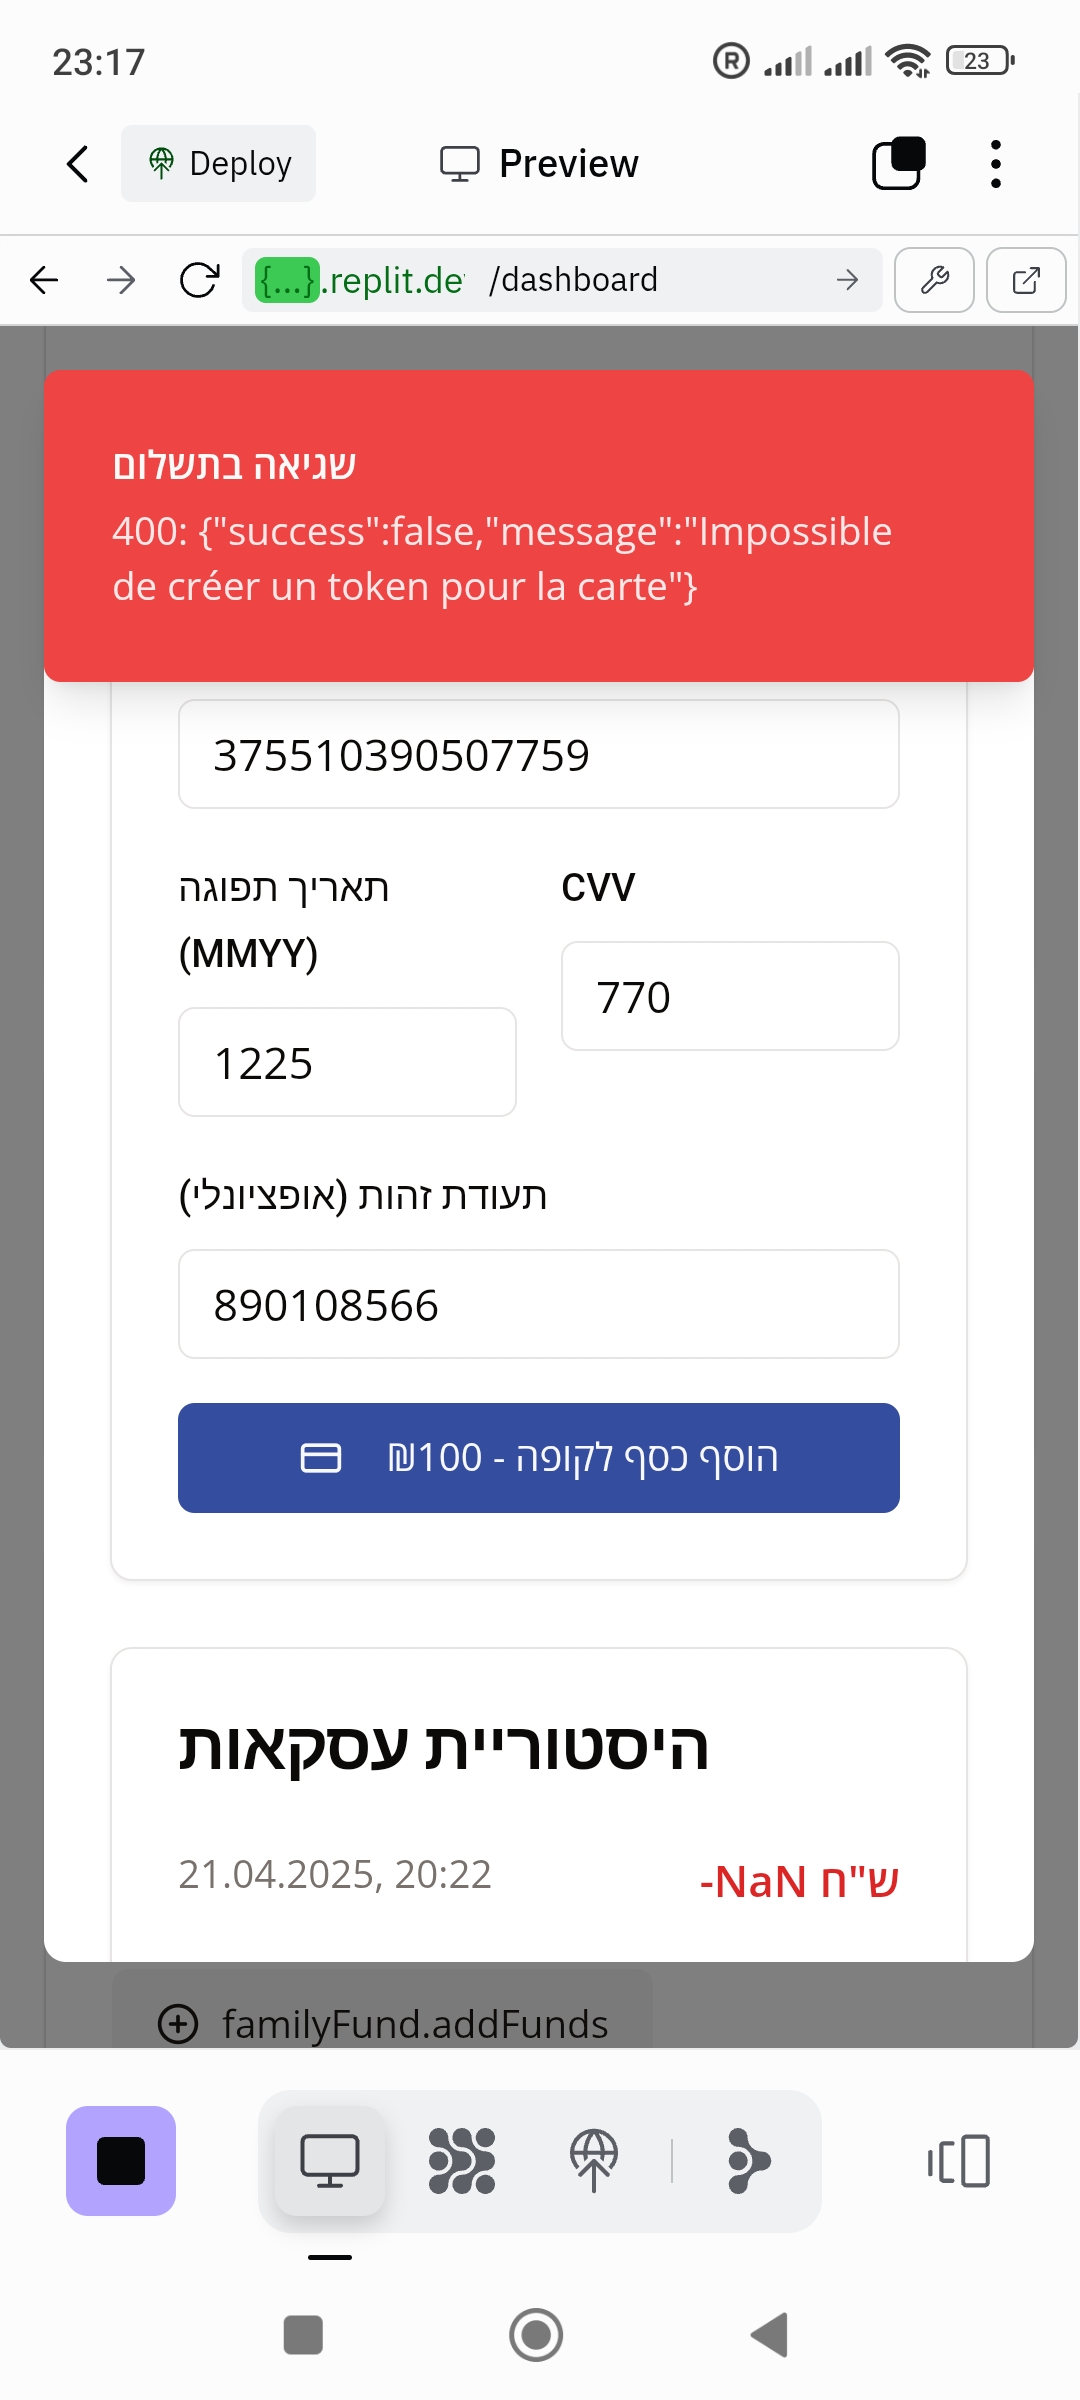 23:17
R
23
Deploy
Preview
{...}.replit.de
/dashboard
שגיאה בתשלום
400: {"success":false,"message":"Impossible
de créer un token pour la carte"}
375510390507759
תאריך תפוגה
(MMYY)
CVV
770
1225
תעודת זהות (אופציונלי)
890108566
הוסף כסף לקופה - 100₪
היסטוריית עסקאות
21.04.2025, 20:22
-NaN ש"ח
familyFund.addFunds